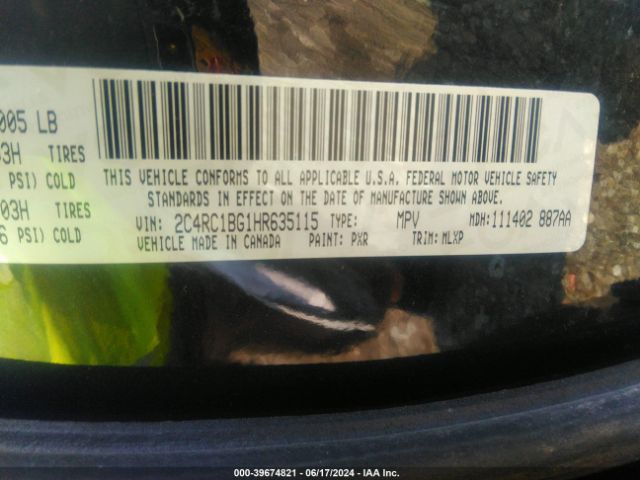 005 LB
3H TIRES
PSI) COLD
03H TIRES
PSI) COLD
THIS VEHICLE CONFORMS TO ALL APPLICABLE U.S.A. FEDERAL MOTOR VEHICLE SAFETY
STANDARDS IN EFFECT ON THE DATE OF MANUFACTURE SHOWN ABOVE.
VIN: 2C4RC1BG1HR635115 TYPE: MPV MDH: 111402 887AA
VEHICLE MADE IN CANADA PAINT: PXR TRIM: MLXP
000-39674821 - 06/17/2024 - IAA Inc.